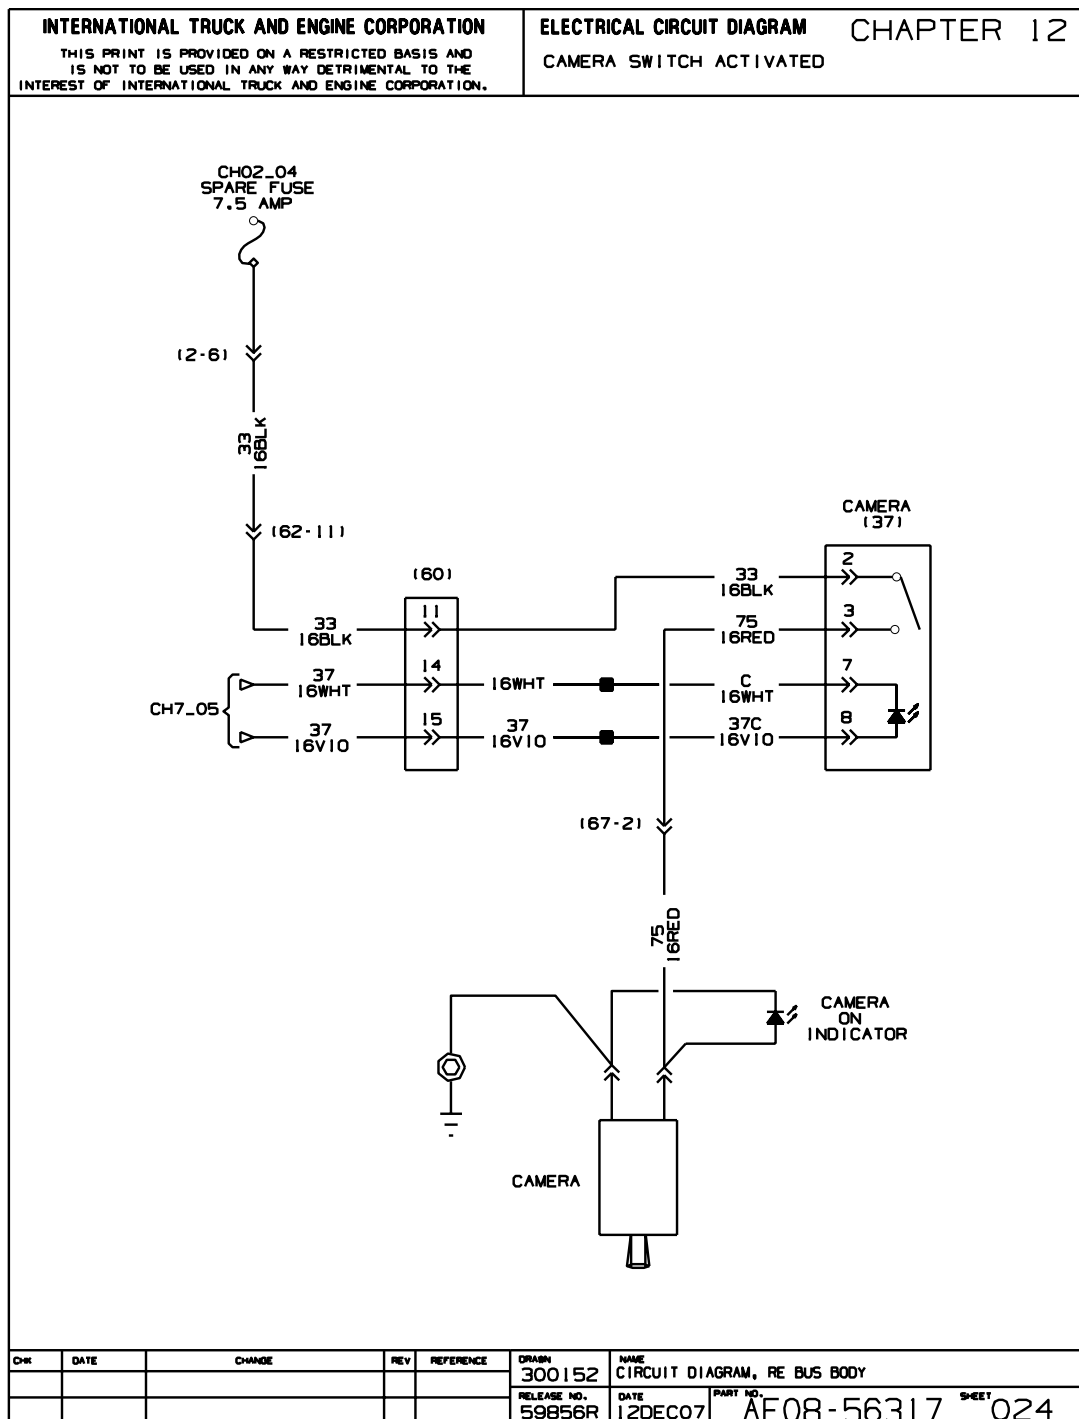 INTERNATIONAL TRUCK AND ENGINE CORPORATION
THIS PRINT IS PROVIDED ON A RESTRICTED BASIS AND
IS NOT TO BE USED IN ANY WAY DETRIMENTAL TO THE
INTEREST OF INTERNATIONAL TRUCK AND ENGINE CORPORATION.
ELECTRICAL CIRCUIT DIAGRAM
CHAPTER 12
CAMERA SWITCH ACTIVATED
CH02_04
SPARE FUSE
7.5 AMP
(2-6)
33
16BLK
(62-11)
CAMERA
(37)
(60)
2
33
16BLK
11
33
16BLK
3
75
16RED
14
37
16WHT
16WHT
7
C
16WHT
CH7_05
15
37
16VIO
37
16VIO
8
37C
16VIO
(67-2)
75
16RED
CAMERA
ON
INDICATOR
CAMERA
CHK
DATE
CHANGE
REV
REFERENCE
DRAWN
300152
NAME
CIRCUIT DIAGRAM, RE BUS BODY
RELEASE NO.
59856R
DATE
12DEC07
PART NO.
AE08-56317
SHEET
024